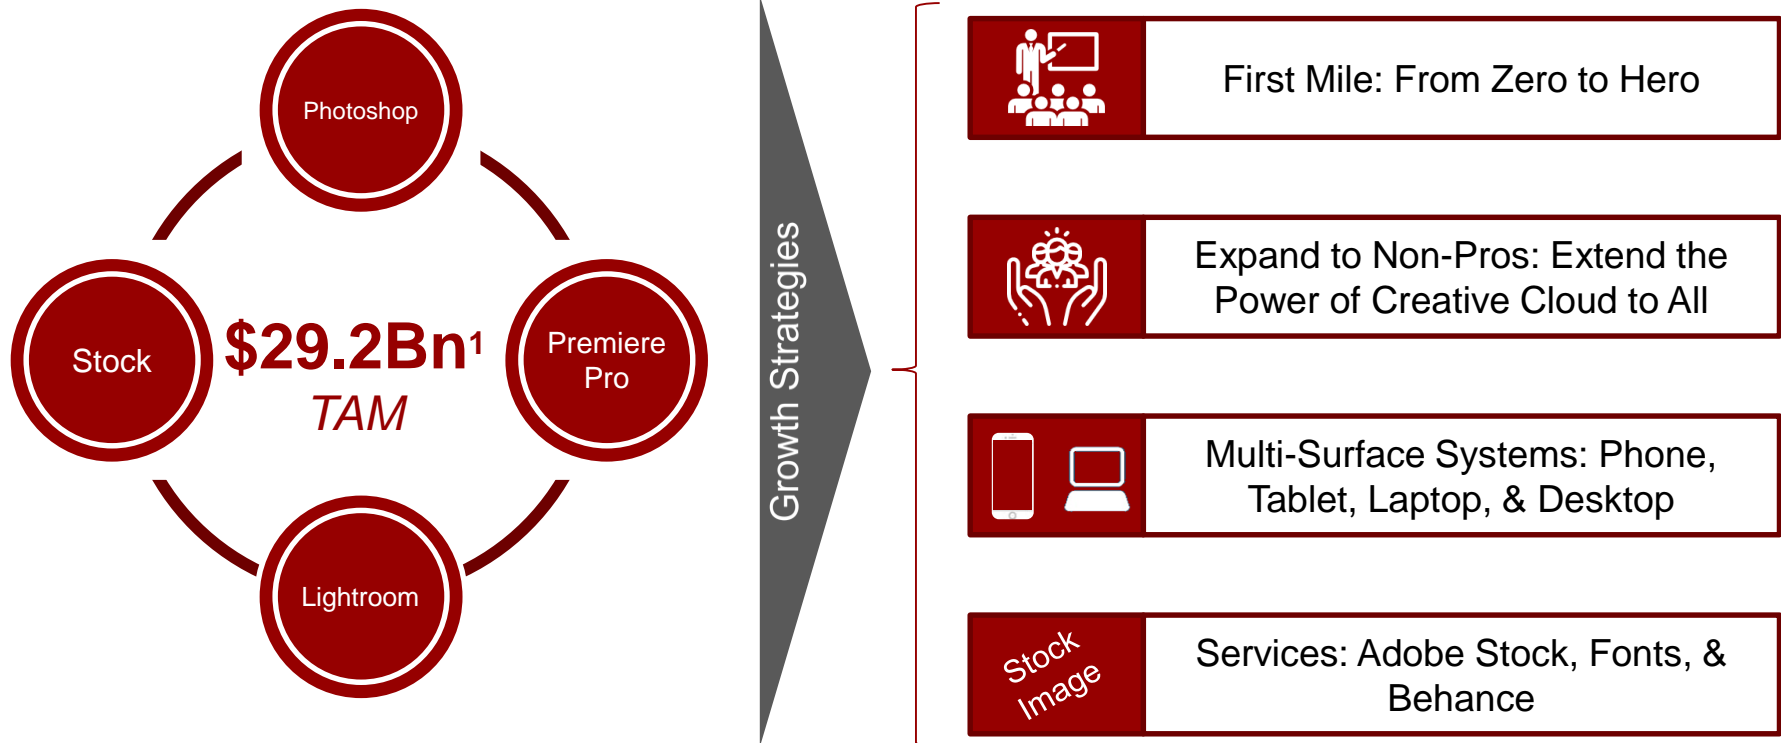 Photoshop
Stock
$29.2Bn¹
TAM
Premiere
Pro
Lightroom
Growth Strategies
First Mile: From Zero to Hero
Expand to Non-Pros: Extend the
Power of Creative Cloud to All
Multi-Surface Systems: Phone,
Tablet, Laptop, & Desktop
Stock
Image
Services: Adobe Stock, Fonts, &
Behance